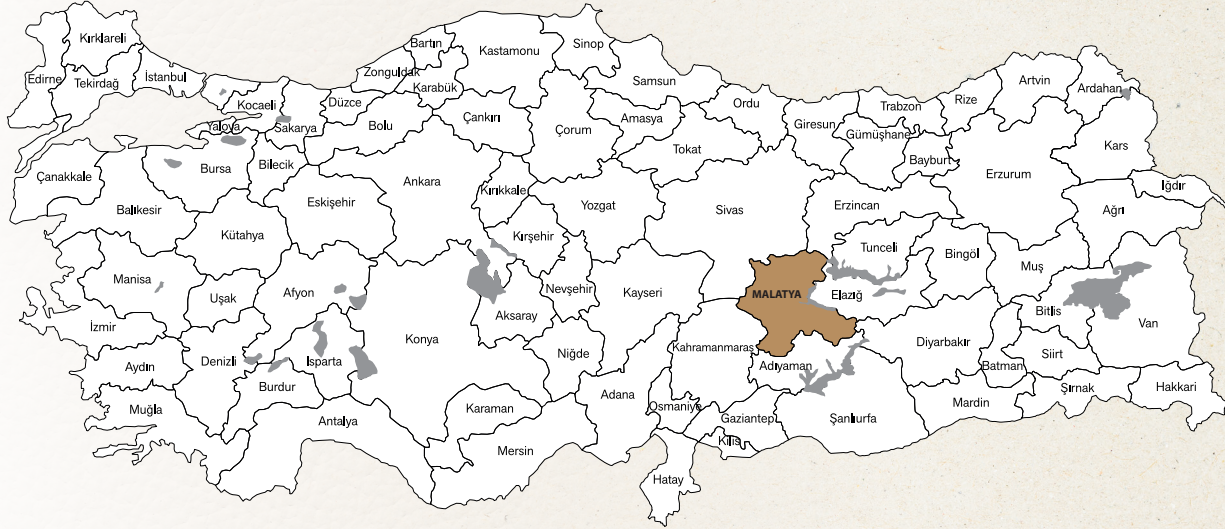 Kırklareli
Edirne
Tekirdağ
İstanbul
Kocaeli
Yalova
Sakarya
Düzce
Zonguldak
Bartın
Karabük
Kastamonu
Sinop
Samsun
Ordu
Giresun
Trabzon
Rize
Artvin
Ardahan
Çanakkale
Bursa
Bilecik
Bolu
Çankırı
Çorum
Amasya
Tokat
Gümüşhane
Bayburt
Erzurum
Kars
Iğdır
Balıkesir
Kütahya
Eskişehir
Ankara
Kırıkkale
Yozgat
Sivas
Erzincan
Ağrı
Manisa
Uşak
Afyon
Kırşehir
Nevşehir
Kayseri
MALATYA
Tunceli
Elazığ
Bingöl
Muş
Bitlis
Van
İzmir
Aydın
Denizli
Isparta
Burdur
Konya
Aksaray
Niğde
Kahramanmaraş
Adıyaman
Diyarbakır
Batman
Siirt
Şırnak
Hakkari
Muğla
Antalya
Karaman
Mersin
Adana
Osmaniye
Gaziantep
Kilis
Şanlıurfa
Mardin
Hatay